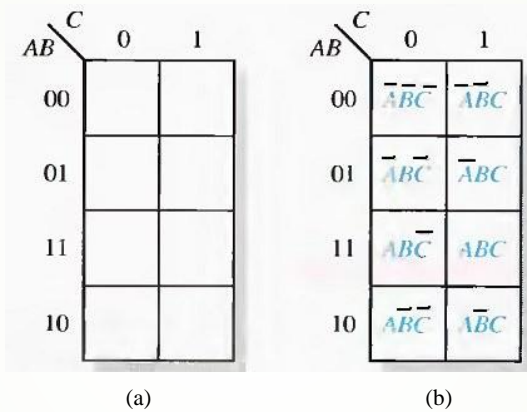 C C
AB 0 1 AB 0 1
00 00 A̅B̅C̅ A̅B̅C
01 01 A̅BC̅ A̅BC
11 11 ABC̅ ABC
10 10 AB̅C̅ AB̅C
(a) (b)